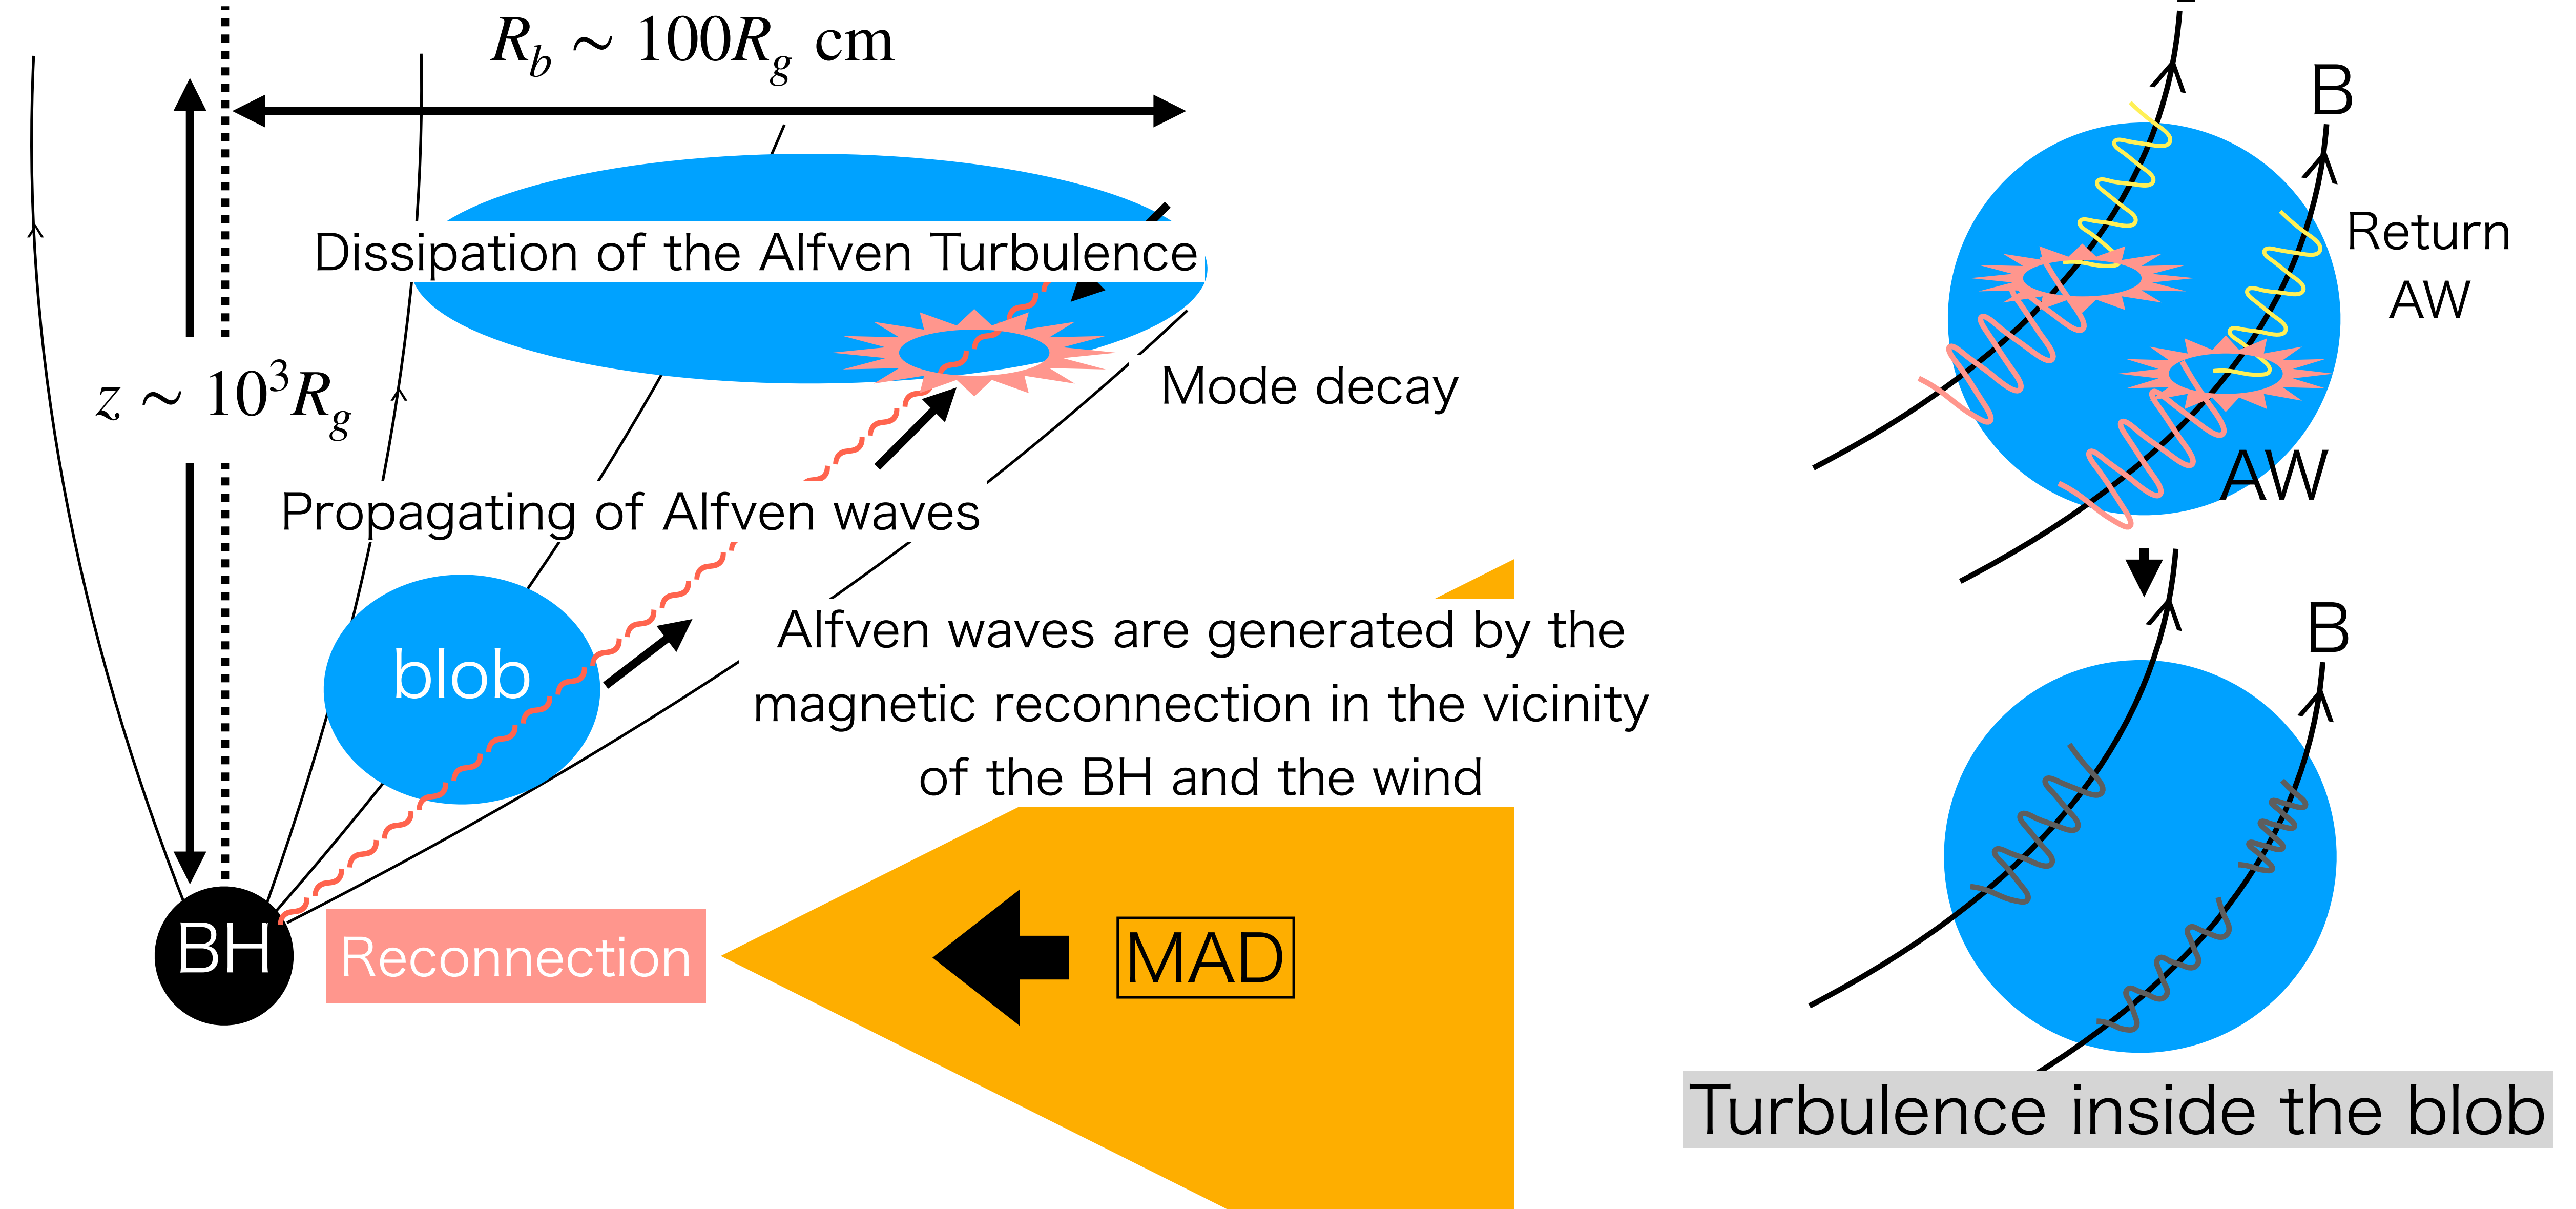 R_b ~ 100R_g cm
Dissipation of the Alfven Turbulence
z ~ 10^3R_g
Mode decay
Propagating of Alfven waves
blob
Alfven waves are generated by the
magnetic reconnection in the vicinity
of the BH and the wind
BH
Reconnection
MAD
B
Return
AW
AW
B
Turbulence inside the blob